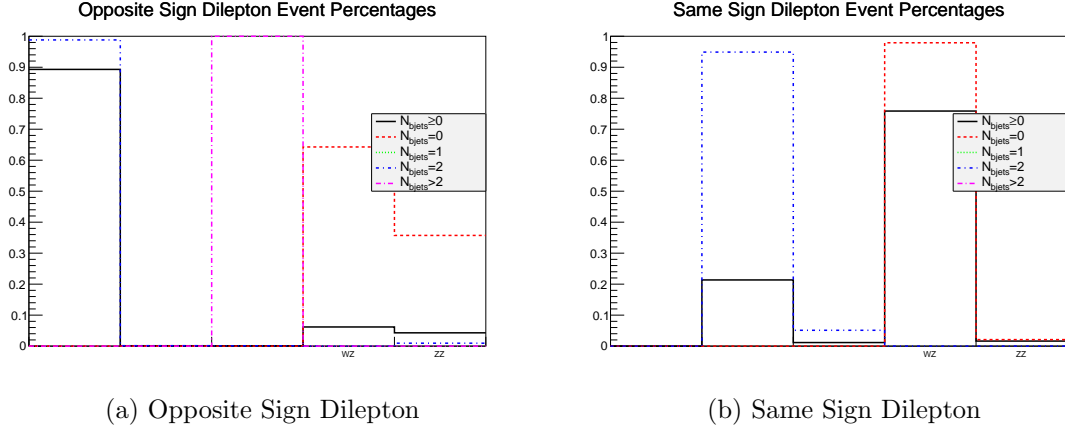 Opposite Sign Dilepton Event Percentages
1
0.9
0.8
0.7
0.6
0.5
0.4
0.3
0.2
0.1
0
N_bjets≥0
N_bjets=0
N_bjets=1
N_bjets=2
N_bjets>2
WZ
ZZ
(a) Opposite Sign Dilepton
Same Sign Dilepton Event Percentages
1
0.9
0.8
0.7
0.6
0.5
0.4
0.3
0.2
0.1
0
N_bjets≥0
N_bjets=0
N_bjets=1
N_bjets=2
N_bjets>2
WZ
ZZ
(b) Same Sign Dilepton